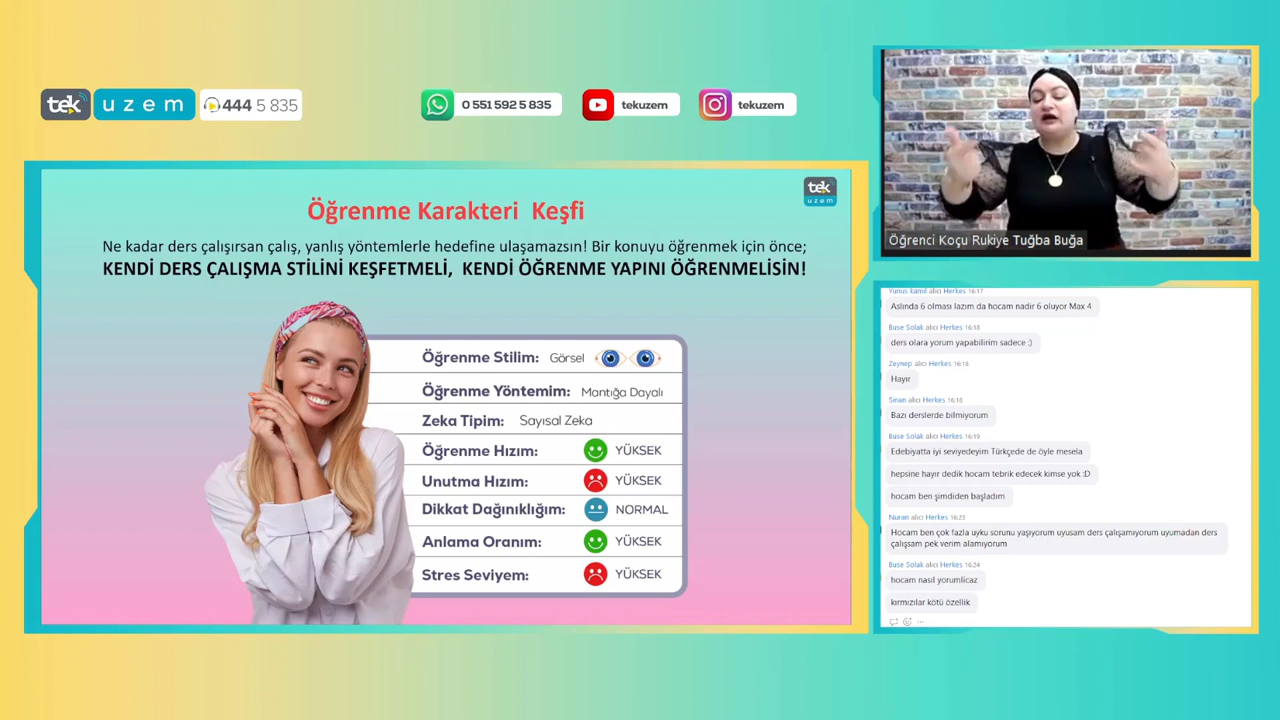 tek uzem 444 5 835
0 551 592 5 835
tekuzem
tekuzem
tek
uzem
Öğrenme Karakteri Keşfi
Ne kadar ders çalışırsan çalış, yanlış yöntemlerle hedefine ulaşamazsın! Bir konuyu öğrenmek için önce;
KENDİ DERS ÇALIŞMA STİLİNİ KEŞFETMELİ, KENDİ ÖĞRENME YAPINI ÖĞRENMELİSİN!
Öğrenme Stilim: Görsel
Öğrenme Yöntemim: Mantığa Dayalı
Zeka Tipim: Sayısal Zeka
Öğrenme Hızım: YÜKSEK
Unutma Hızım: YÜKSEK
Dikkat Dağınıklığım: NORMAL
Anlama Oranım: YÜKSEK
Stres Seviyem: YÜKSEK
Öğrenci Koçu Rukiye Tuğba Buğa
Yunus kamil alıcı Herkes 16:17
Aslında 6 olması lazım da hocam nadir 6 oluyor Max 4
Buse Solak alıcı Herkes 16:18
ders olara yorum yapabilirim sadece :)
Zeynep alıcı Herkes 16:18
Hayır
Sınan alıcı Herkes 16:18
Bazı derslerde bilmiyorum
Buse Solak alıcı Herkes 16:19
Edebiyatta iyi seviyedeyim Türkçede de öyle mesela
hepsine hayır dedik hocam tebrik edecek kimse yok :D
hocam ben şimdiden başladım
Nuran alıcı Herkes 16:23
Hocam ben çok fazla uyku sorunu yaşıyorum uyusam ders çalışamıyorum uyumadan ders
çalışsam pek verim alamıyorum
Buse Solak alıcı Herkes 16:24
hocam nasıl yorumlicaz
kırmızılar kötü özellik